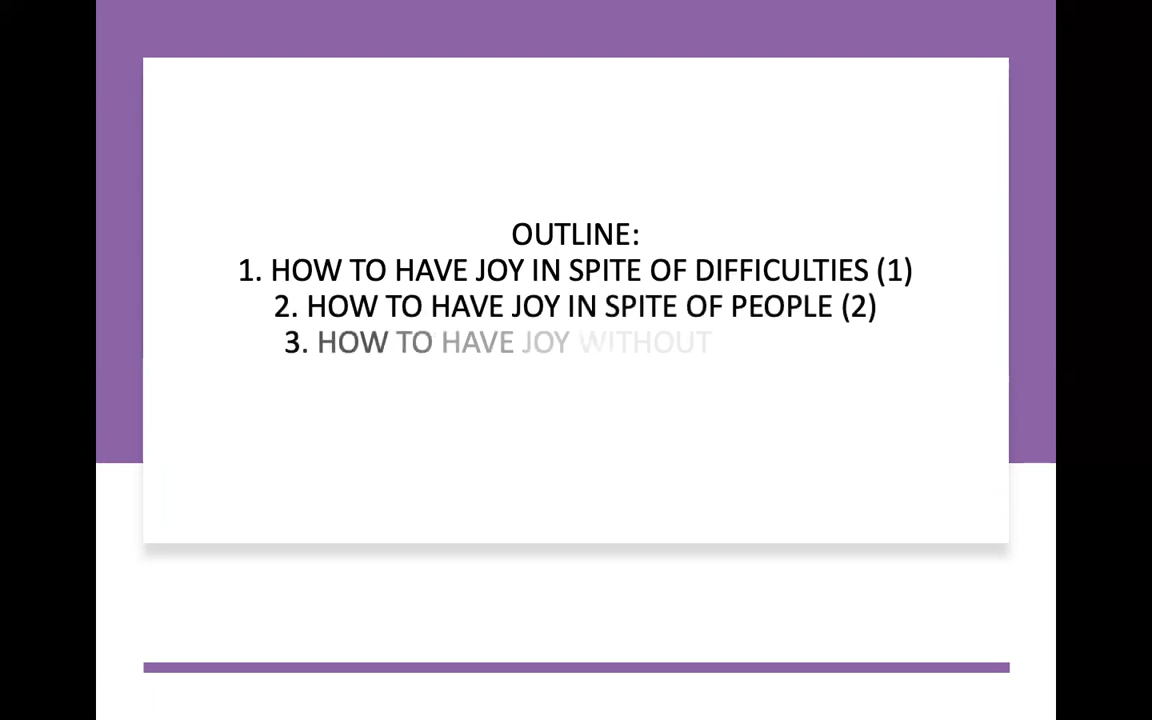 OUTLINE:
1. HOW TO HAVE JOY IN SPITE OF DIFFICULTIES (1)
2. HOW TO HAVE JOY IN SPITE OF PEOPLE (2)
3. HOW TO HAVE JOY WITHOUT